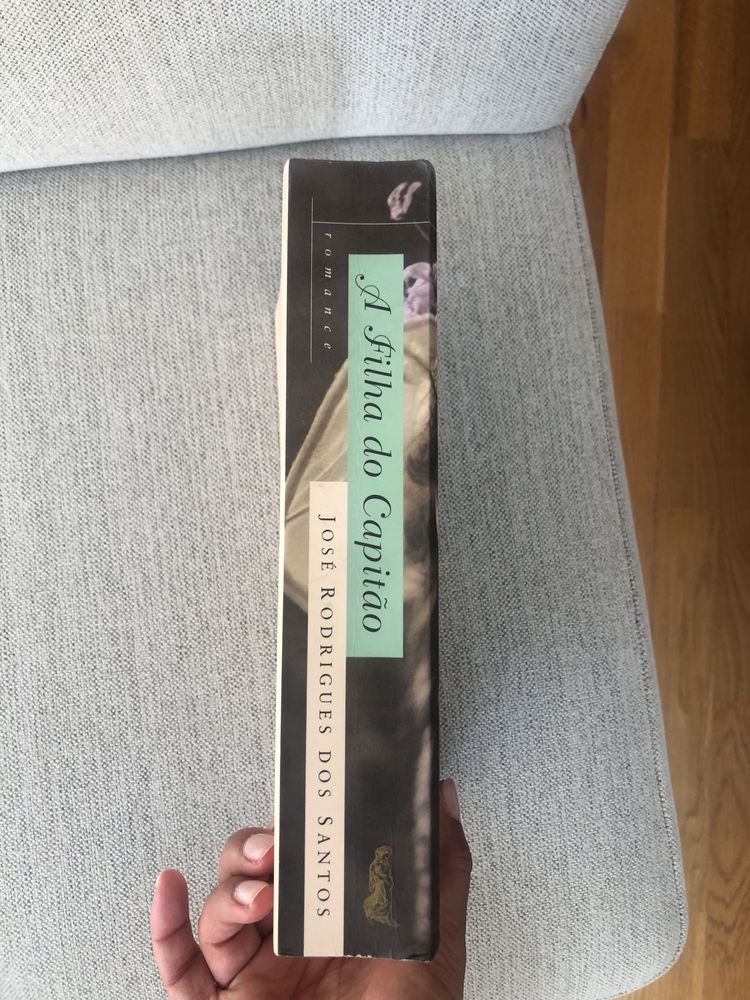 romance
A Filha do Capitão
JOSÉ RODRIGUES DOS SANTOS